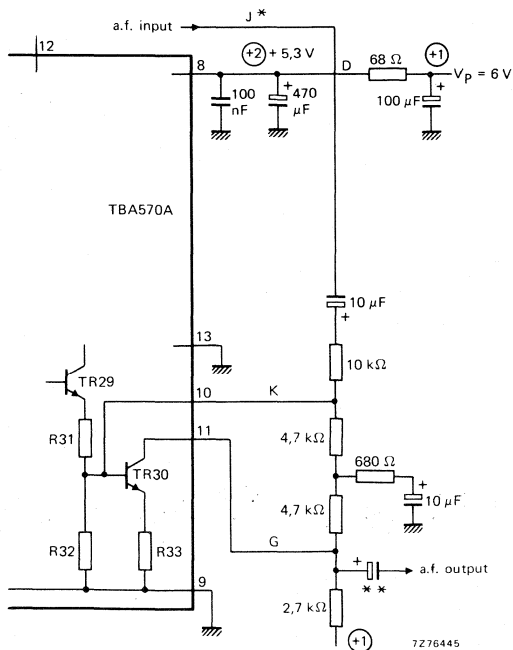 a.f. input
J *
12
8
+2 + 5,3 V
D
68 Ω
+1
V_P = 6 V
100 nF
+ 470 μF
+
100 μF
TBA570A
10 μF
+
13
10 kΩ
TR29
10
K
11
R31
4,7 kΩ
TR30
680 Ω
+
10 μF
4,7 kΩ
R32
R33
G
9
+
* *
a.f. output
2,7 kΩ
+1
7Z76445